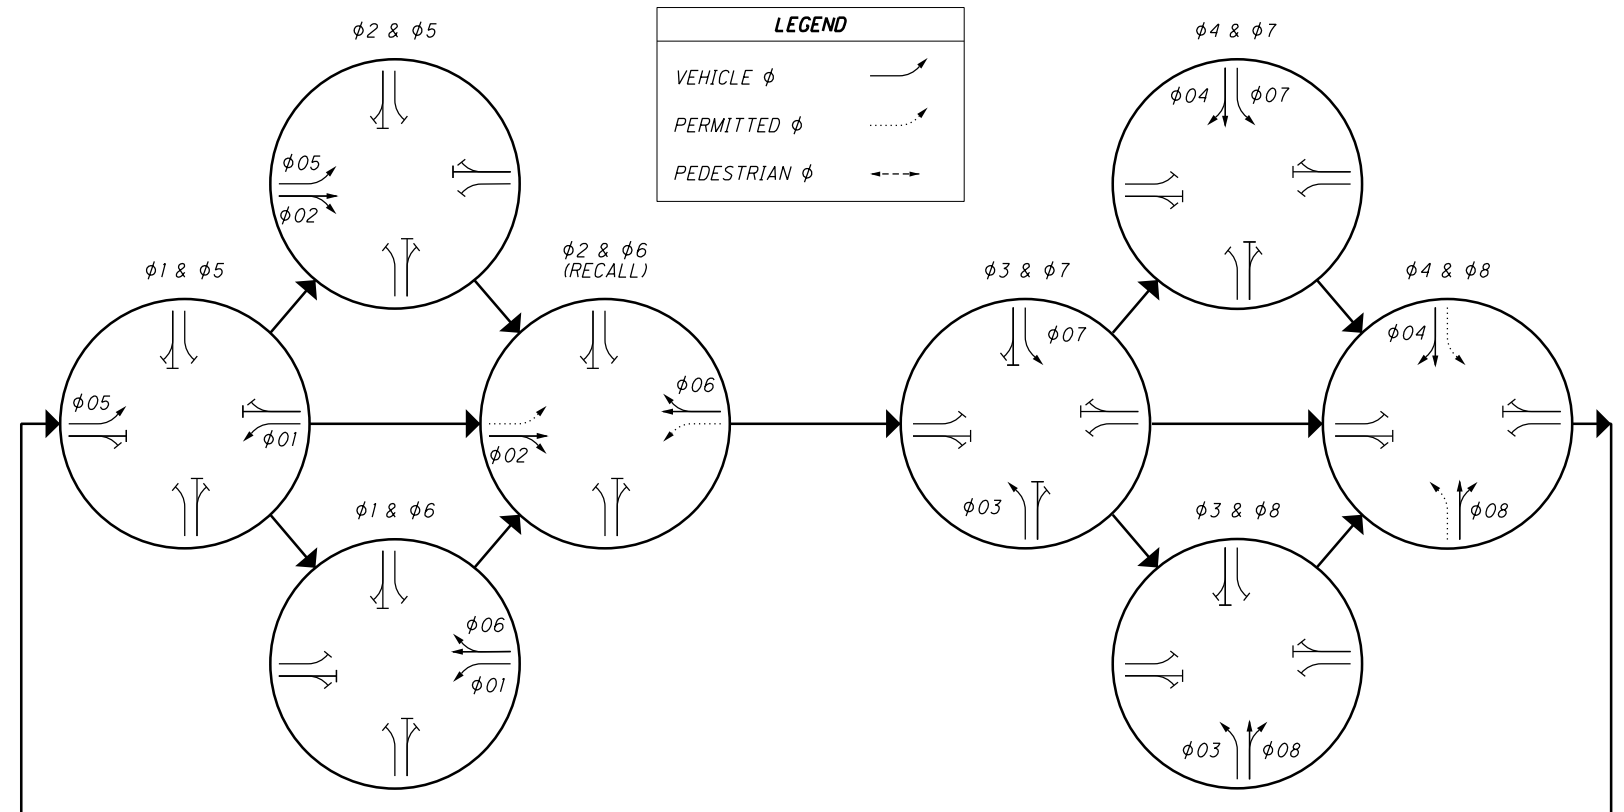 LEGEND
VEHICLE ϕ
PERMITTED ϕ
PEDESTRIAN ϕ
ϕ2 & ϕ5
ϕ05
ϕ02
ϕ1 & ϕ5
ϕ05
ϕ01
ϕ2 & ϕ6
(RECALL)
ϕ06
ϕ02
ϕ1 & ϕ6
ϕ06
ϕ01
ϕ4 & ϕ7
ϕ04 ϕ07
ϕ3 & ϕ7
ϕ07
ϕ03
ϕ4 & ϕ8
ϕ04
ϕ08
ϕ3 & ϕ8
ϕ03 ϕ08